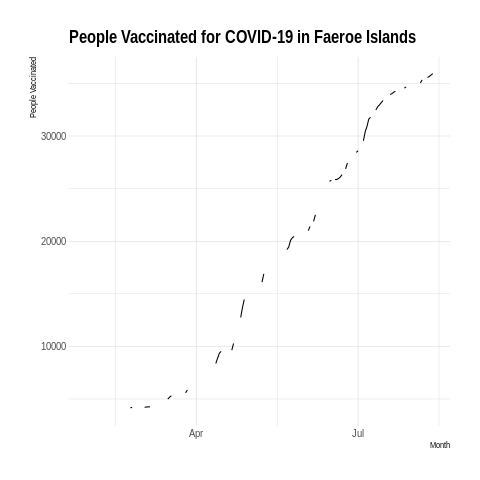 People Vaccinated for COVID-19 in Faeroe Islands
People Vaccinated
30000
20000
10000
Apr Jul
Month